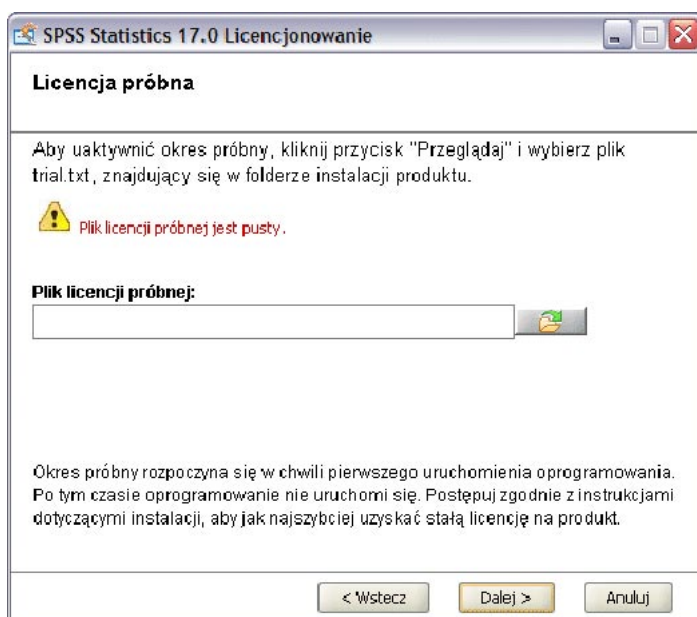 SPSS Statistics 17.0 Licencjonowanie
Licencja próbna
Aby uaktywnić okres próbny, kliknij przycisk "Przeglądaj" i wybierz plik
trial.txt, znajdujący się w folderze instalacji produktu.
Plik licencji próbnej jest pusty.
Plik licencji próbnej:
Okres próbny rozpoczyna się w chwili pierwszego uruchomienia oprogramowania.
Po tym czasie oprogramowanie nie uruchomi się. Postępuj zgodnie z instrukcjami
dotyczącymi instalacji, aby jak najszybciej uzyskać stałą licencję na produkt.
< Wstecz Dalej > Anuluj